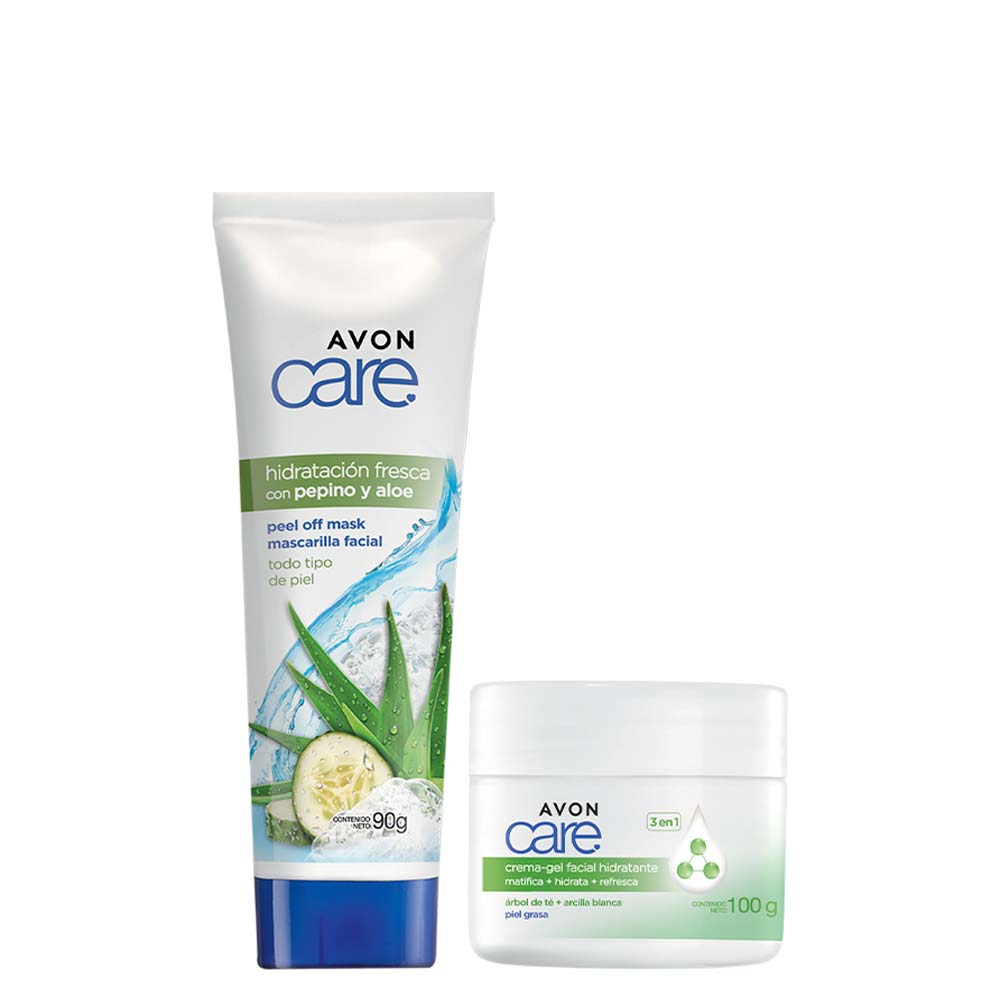 AVON
care
hidratación fresca
con pepino y aloe
peel off mask
mascarilla facial
todo tipo
de piel
CONTENIDO
NETO: 90g
AVON
care
3 en 1
crema-gel facial hidratante
matifica + hidrata + refresca
árbol de té + arcilla blanca
piel grasa
CONTENIDO
NETO: 100 g